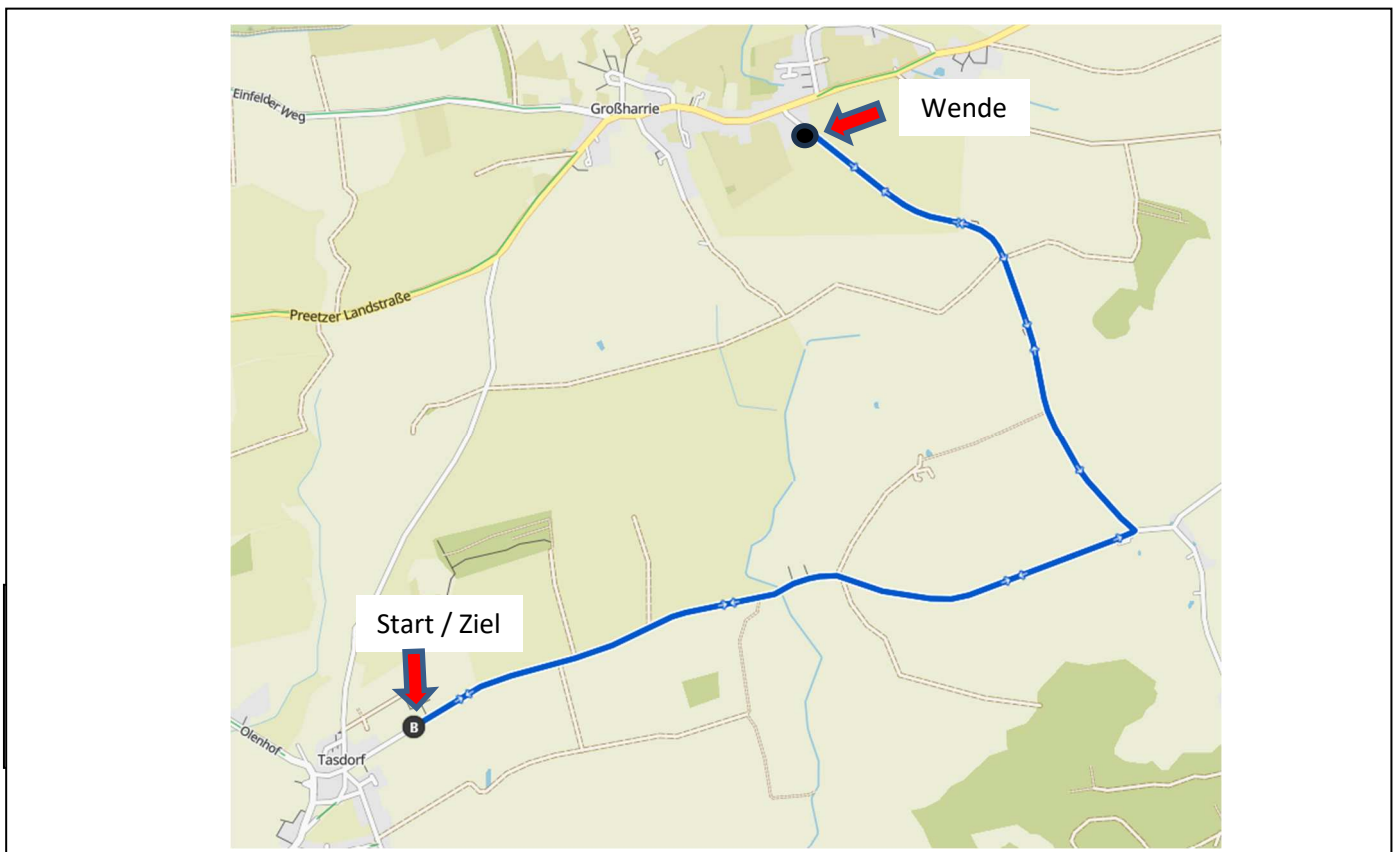 Wende
Großharrie
Einfelder Weg
Preetzer Landstraße
Start / Ziel
B
Olenhof
Tasdorf